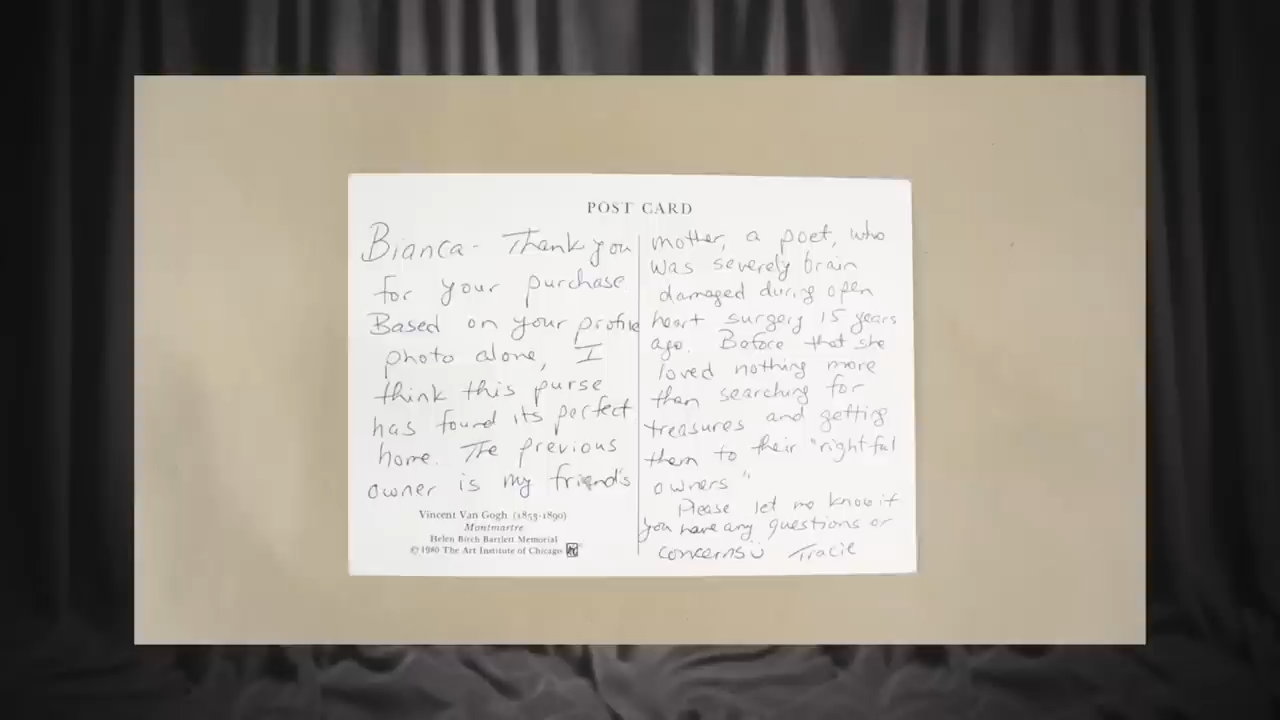 POST CARD
Bianca- Thank you
for your purchase
Based on your profile
photo alone, I
think this purse
has found its perfect
home. The previous
owner is my friend's
Vincent Van Gogh (1853-1890)
Montmartre
Helen Birch Bartlett Memorial
© 1980 The Art Institute of Chicago
mother, a poet, who
was severely brain
damaged during open
heart surgery 15 years
ago. Before that she
loved nothing more
than searching for
treasures and getting
them to their "rightful
owners"
Please let me know if
you have any questions or
concerns Tracie